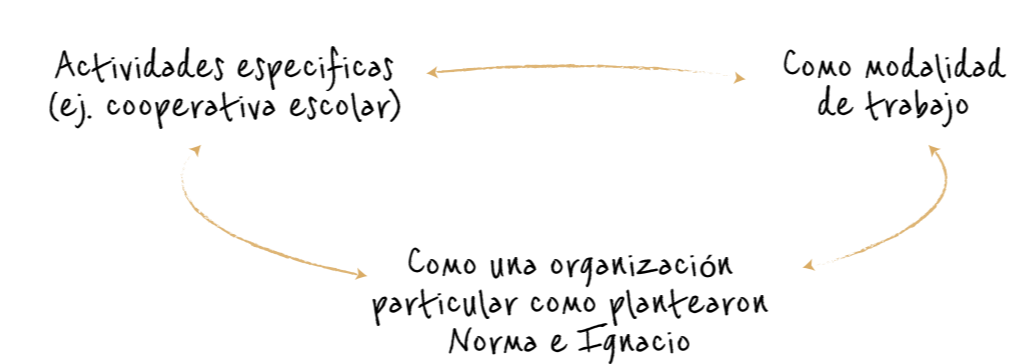 Actividades especificas
(ej. cooperativa escolar)
Como modalidad
de trabajo
Como una organización
particular como plantearon
Norma e Ignacio